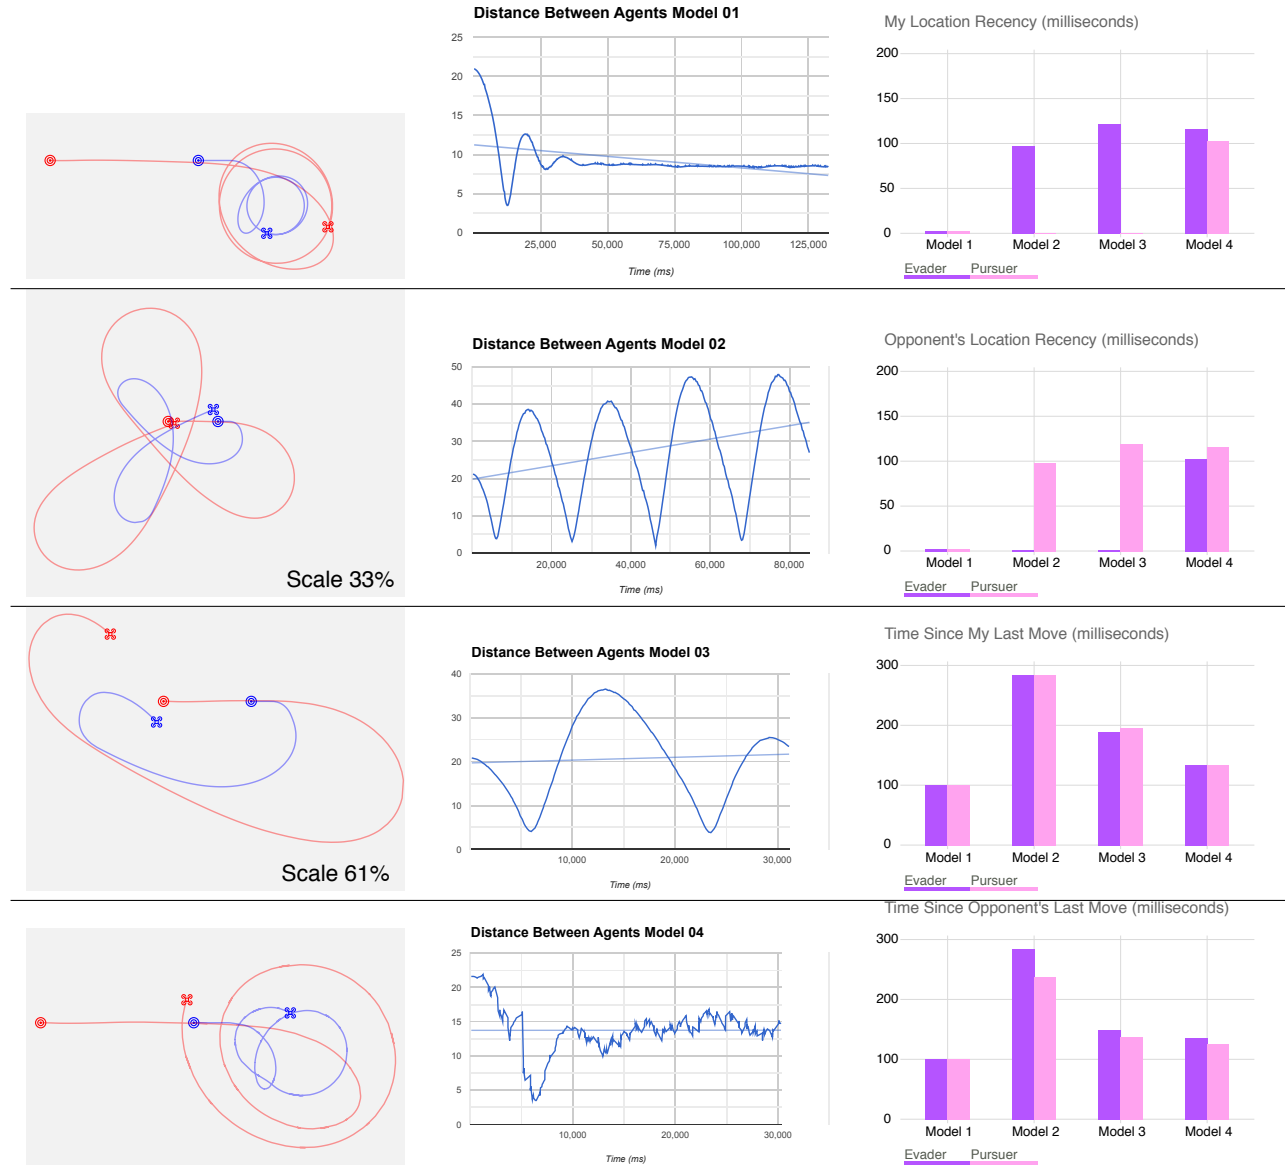 Distance Between Agents Model 01
25
20
15
10
5
0
25,000 50,000 75,000 100,000 125,000
Time (ms)
My Location Recency (milliseconds)
200
150
100
50
0
Model 1 Model 2 Model 3 Model 4
Evader Pursuer
Scale 33%
Distance Between Agents Model 02
50
40
30
20
10
0
20,000 40,000 60,000 80,000
Time (ms)
Opponent's Location Recency (milliseconds)
200
150
100
50
0
Model 1 Model 2 Model 3 Model 4
Evader Pursuer
Scale 61%
Distance Between Agents Model 03
40
30
20
10
0
10,000 20,000 30,000
Time (ms)
Time Since My Last Move (milliseconds)
300
200
100
0
Model 1 Model 2 Model 3 Model 4
Evader Pursuer
Distance Between Agents Model 04
25
20
15
10
5
0
10,000 20,000 30,000
Time (ms)
Time Since Opponent's Last Move (milliseconds)
300
200
100
0
Model 1 Model 2 Model 3 Model 4
Evader Pursuer